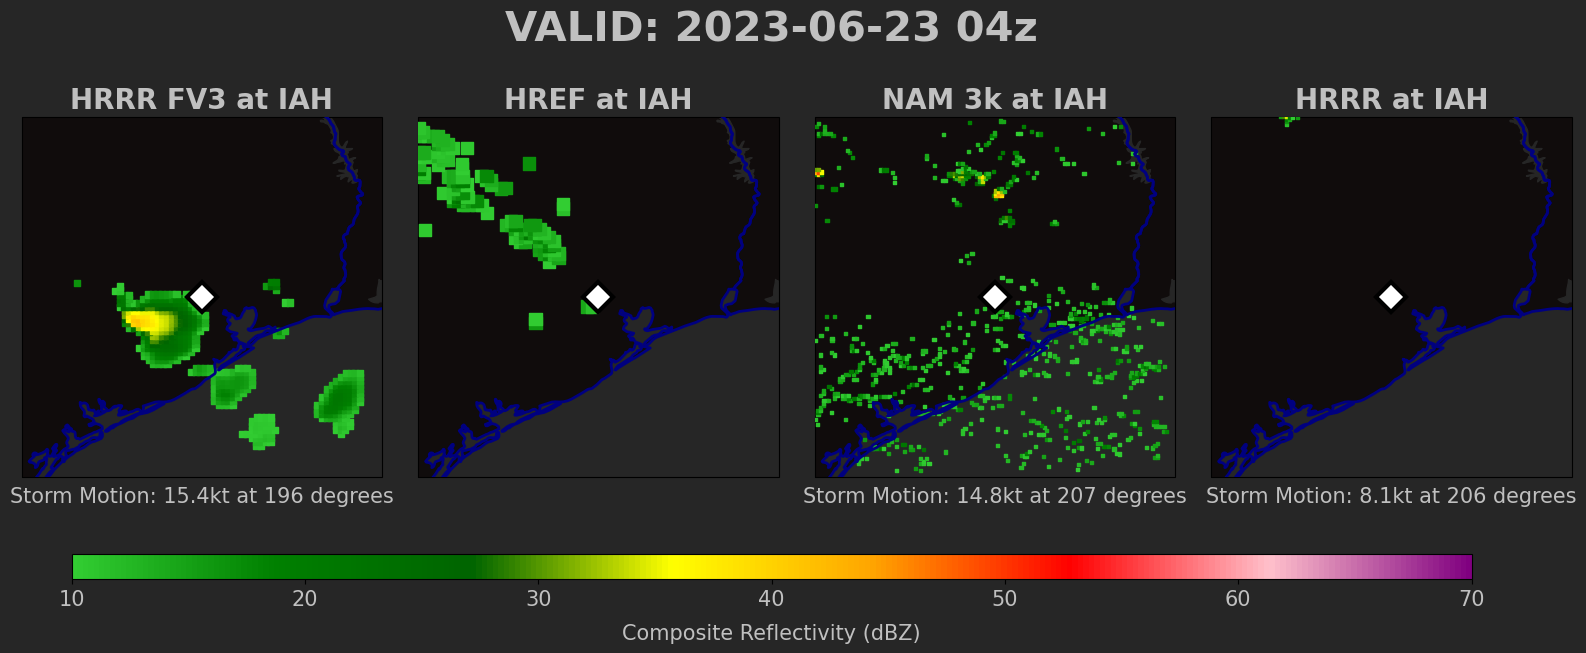 VALID: 2023-06-23 04z
HRRR FV3 at IAH
HREF at IAH
NAM 3k at IAH
HRRR at IAH
Storm Motion: 15.4kt at 196 degrees
Storm Motion: 14.8kt at 207 degrees
Storm Motion: 8.1kt at 206 degrees
10 20 30 40 50 60 70
Composite Reflectivity (dBZ)